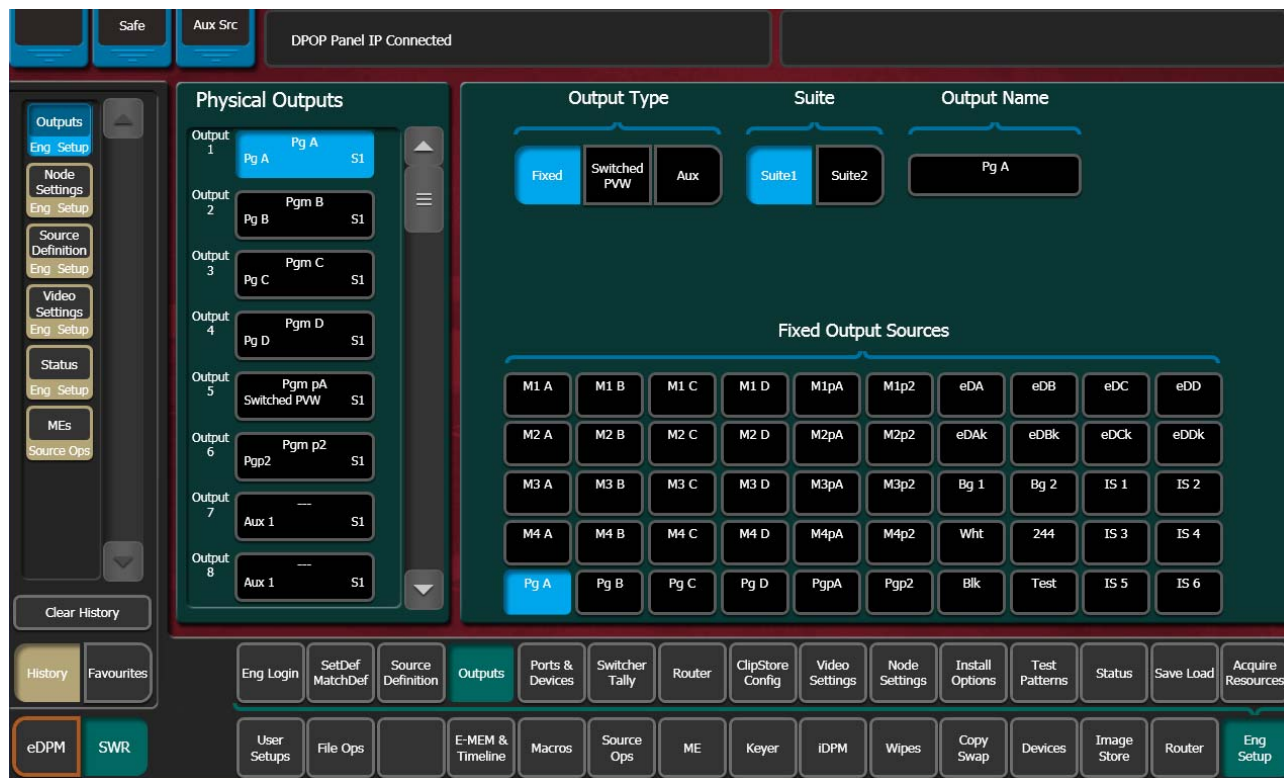 Safe
Aux Src
DPOP Panel IP Connected
Outputs
Eng Setup
Node
Settings
Eng Setup
Source
Definition
Eng Setup
Video
Settings
Eng Setup
Status
Eng Setup
MEs
Source Ops
Clear History
History
Favourites
eDPM
SWR
Physical Outputs
Output
1
Pg A
Pg A S1
Output
2
Pgm B
Pg B S1
Output
3
Pgm C
Pg C S1
Output
4
Pgm D
Pg D S1
Output
5
Pgm pA
Switched PVW S1
Output
6
Pgm p2
Pgp2 S1
Output
7
---
Aux 1 S1
Output
8
---
Aux 1 S1
Output Type
Fixed
Switched
PVW
Aux
Suite
Suite1
Suite2
Output Name
Pg A
Fixed Output Sources
M1 A M1 B M1 C M1 D M1pA M1p2 eDA eDB eDC eDD
M2 A M2 B M2 C M2 D M2pA M2p2 eDAk eDBk eDCk eDDk
M3 A M3 B M3 C M3 D M3pA M3p2 Bg 1 Bg 2 IS 1 IS 2
M4 A M4 B M4 C M4 D M4pA M4p2 Wht 244 IS 3 IS 4
Pg A Pg B Pg C Pg D PgpA Pgp2 Blk Test IS 5 IS 6
Eng Login
SetDef
MatchDef
Source
Definition
Outputs
Ports &
Devices
Switcher
Tally
Router
ClipStore
Config
Video
Settings
Node
Settings
Install
Options
Test
Patterns
Status
Save Load
Acquire
Resources
User
Setups
File Ops
E-MEM &
Timeline
Macros
Source
Ops
ME
Keyer
iDPM
Wipes
Copy
Swap
Devices
Image
Store
Router
Eng
Setup